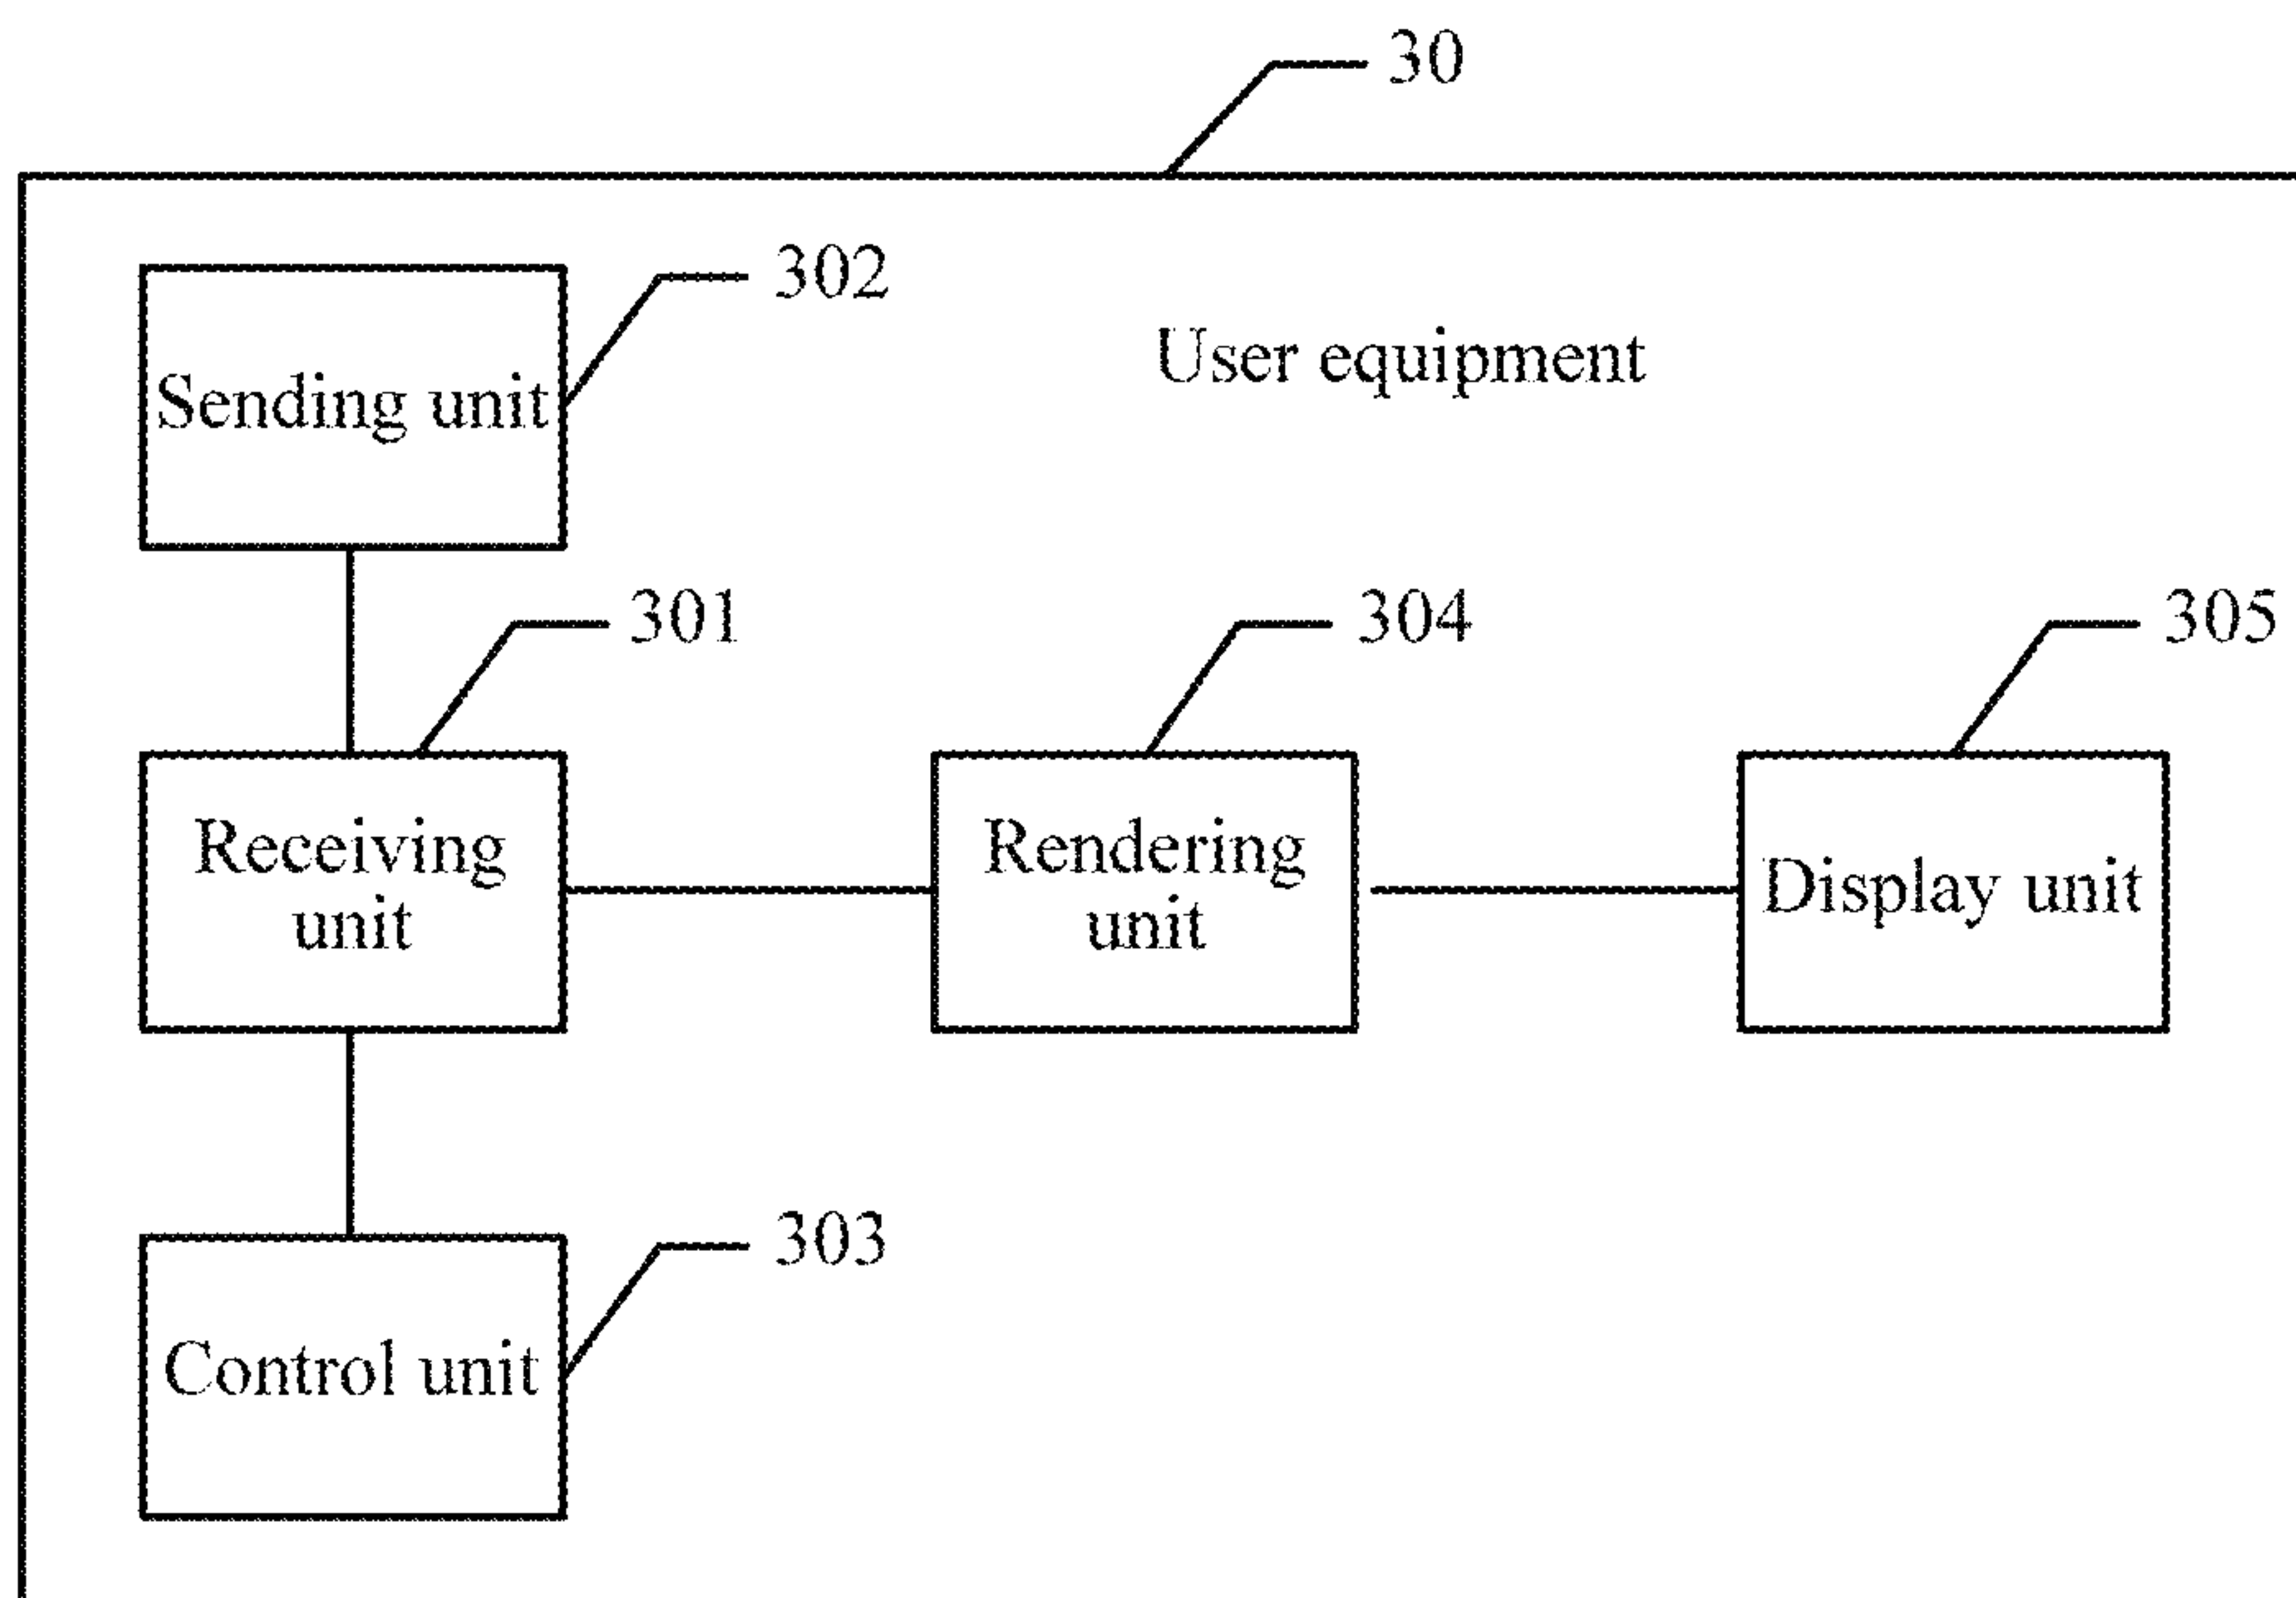 30
302
User equipment
Sending unit
301
304
305
Receiving
unit
Rendering
unit
Display unit
303
Control unit